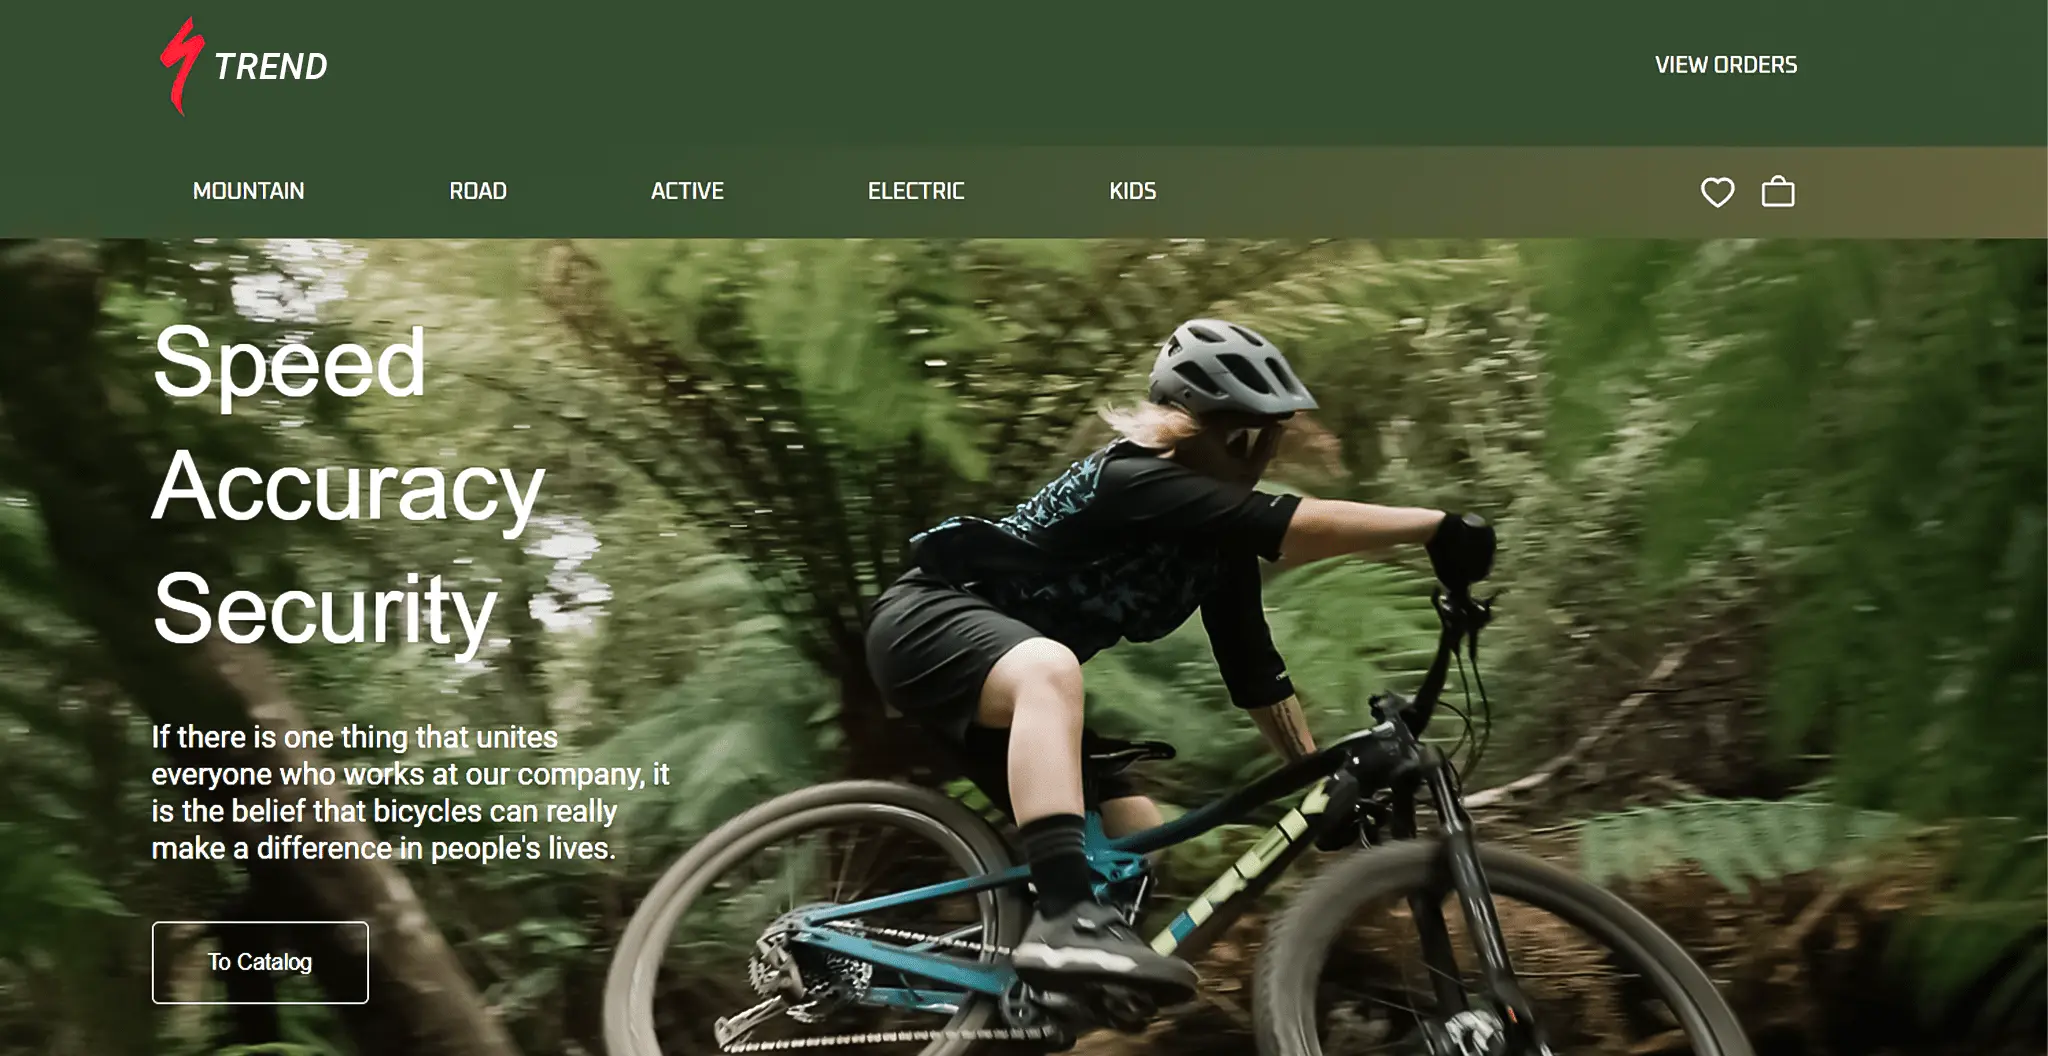 TREND
VIEW ORDERS
MOUNTAIN
ROAD
ACTIVE
ELECTRIC
KIDS
Speed
Accuracy
Security
If there is one thing that unites
everyone who works at our company, it
is the belief that bicycles can really
make a difference in people's lives.
To Catalog